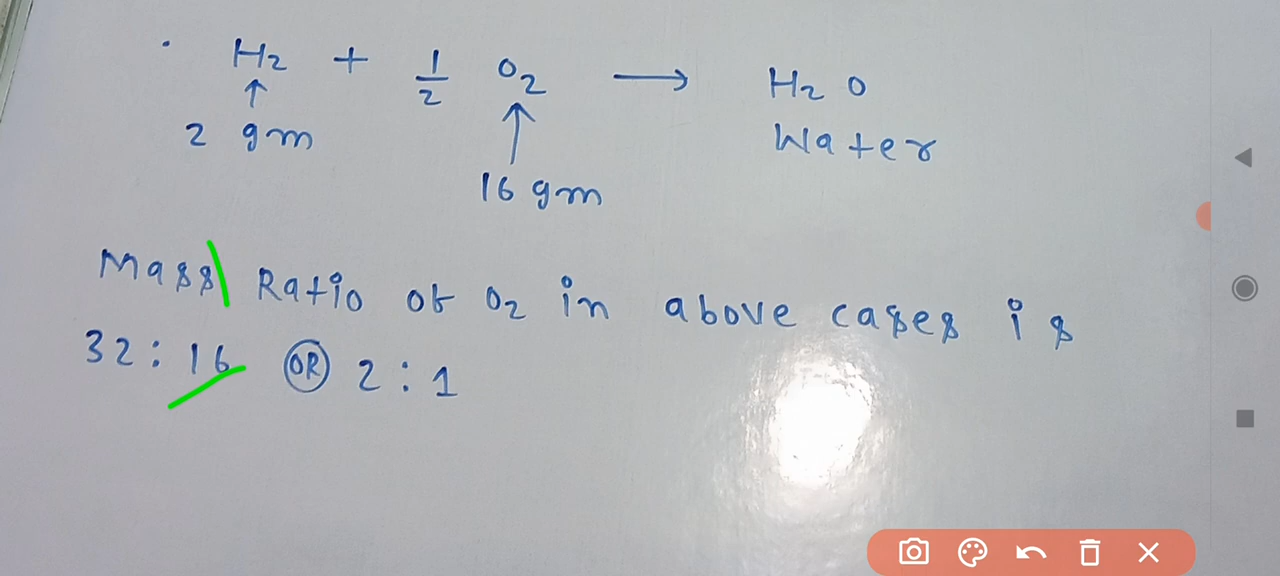 H2 + 1/2 O2 → H2 O
2 gm
16 gm
Water
Mass Ratio of O2 in above cases is
32 : 16 OR 2 : 1